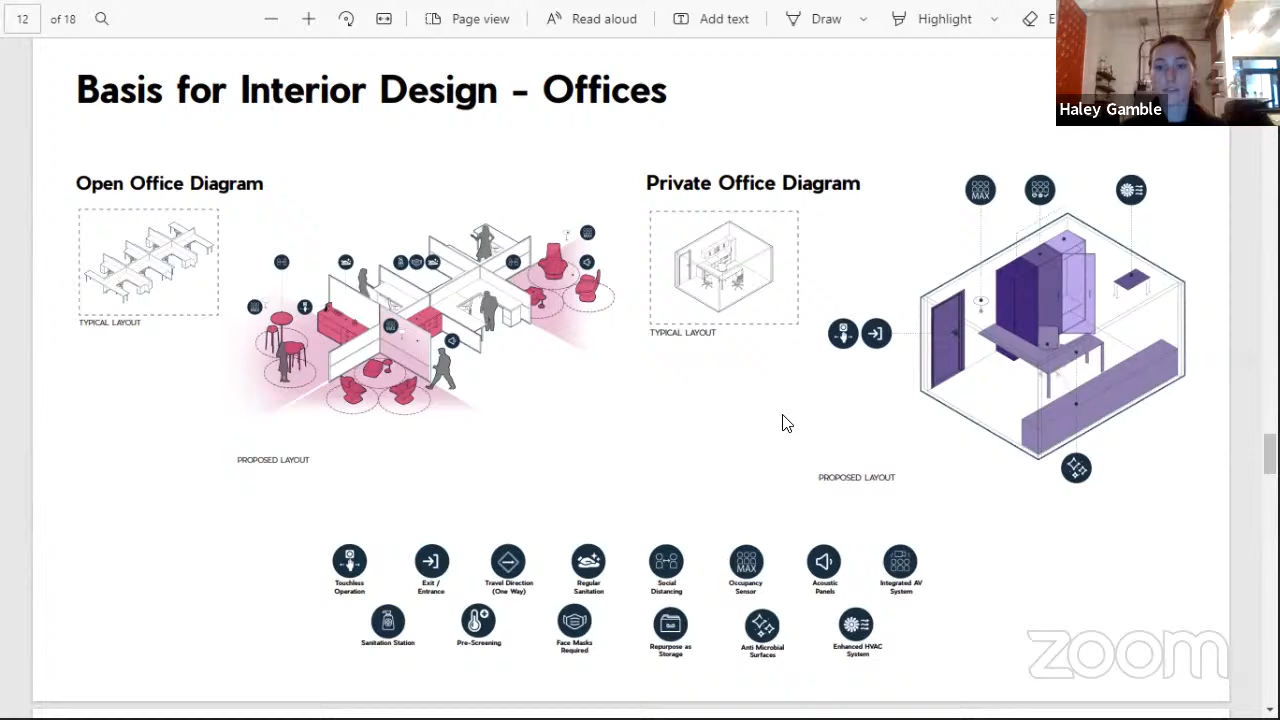 12 of 18 Page view Read aloud Add text Draw Highlight
Haley Gamble
Basis for Interior Design - Offices
Open Office Diagram
Private Office Diagram
MAX
TYPICAL LAYOUT
TYPICAL LAYOUT
PROPOSED LAYOUT
PROPOSED LAYOUT
MAX
Touchless
Operation
Exit /
Entrance
Travel Direction
(One Way)
Regular
Sanitation
Social
Distancing
Occupancy
Sensor
Acoustic
Panels
Integrated AV
System
Sanitation Station
Pre-Screening
Face Masks
Required
Repurpose as
Storage
Anti Microbial
Surfaces
Enhanced HVAC
System
zoom